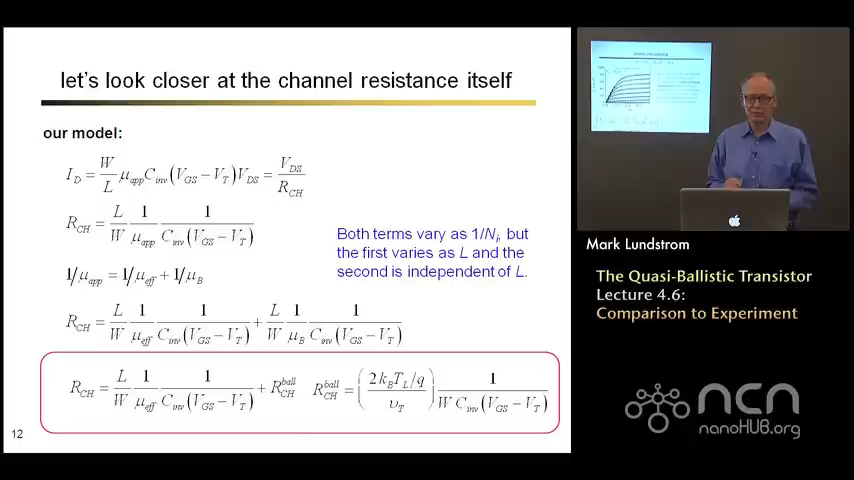 let's look closer at the channel resistance itself
our model:
I_D = W/L μ_app C_inv (V_GS − V_T) V_DS = V_DS/R_CH
R_CH = L/W 1/μ_app 1/C_inv (V_GS − V_T)
1/μ_app = 1/μ_eff + 1/μ_B
R_CH = L/W 1/μ_eff 1/C_inv (V_GS − V_T) + L/W 1/μ_B 1/C_inv (V_GS − V_T)
Both terms vary as 1/N_i, but
the first varies as L and the
second is independent of L.
R_CH = L/W 1/μ_eff 1/C_inv (V_GS − V_T) + R_CH^ball R_CH^ball = (2k_B T_L/q / υ_T) 1/W C_inv (V_GS − V_T)
12
Mark Lundstrom
The Quasi-Ballistic Transistor
Lecture 4.6:
Comparison to Experiment
ncn
nanoHUB.org